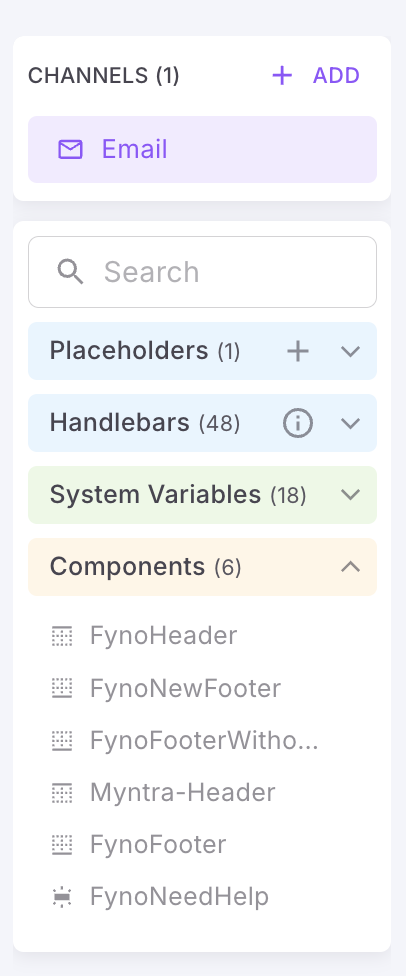 CHANNELS (1)
ADD
Email
Search
Placeholders (1)
Handlebars (48)
System Variables (18)
Components (6)
FynoHeader
FynoNewFooter
FynoFooterWitho...
Myntra-Header
FynoFooter
FynoNeedHelp